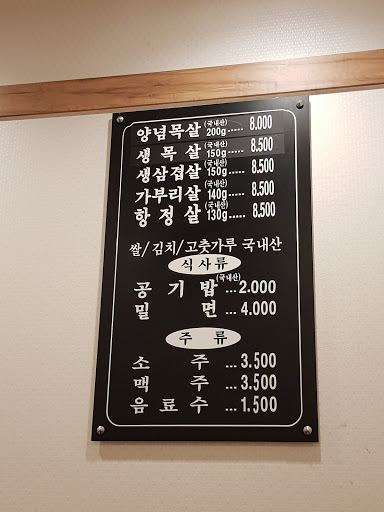 양념목살 (국내산) 200g..... 8.000
생목살 (국내산) 150g..... 8.500
생삼겹살 (국내산) 150g..... 8.500
가부리살 (국내산) 140g..... 8.500
항정살 (국내산) 130g..... 8.500
쌀/김치/고춧가루 국내산
식사류
공기밥 (국내산) ...2.000
밀면 ...4.000
주류
소주 ...3.500
맥주 ...3.500
음료수 ...1.500